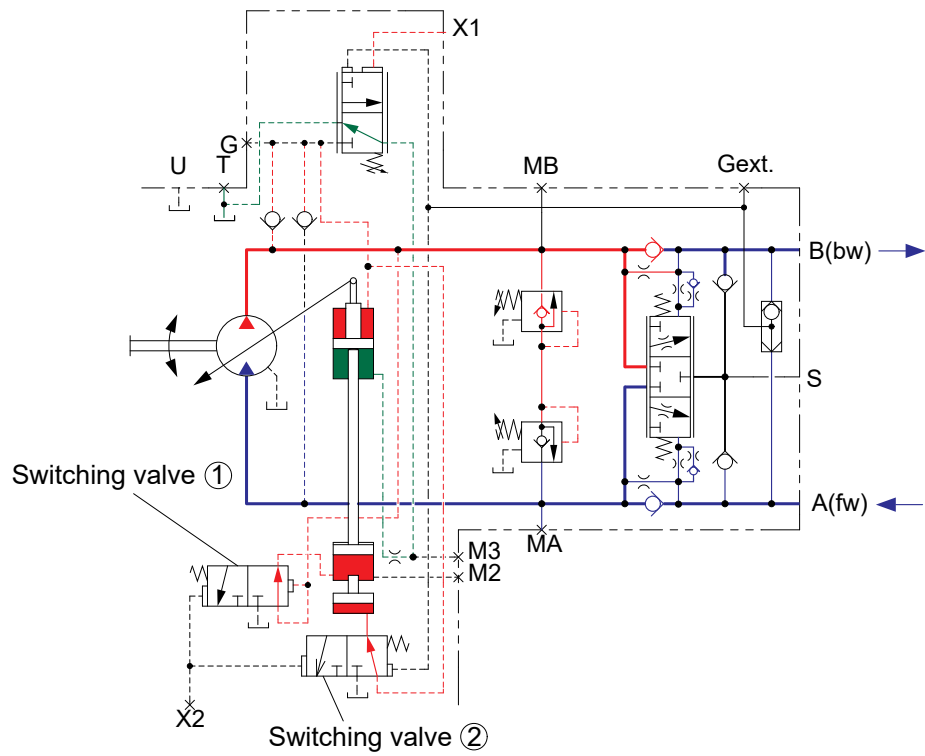 X1
G
U
T
MB
Gext.
B(bw)
S
Switching valve ①
A(fw)
MA
M3
M2
X2
Switching valve ②